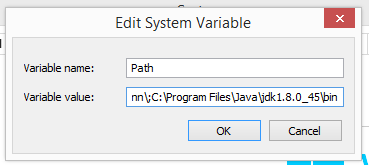 Edit System Variable
Variable name: Path
Variable value: nn\;C:\Program Files\Java\jdk1.8.0_45\bin
OK Cancel